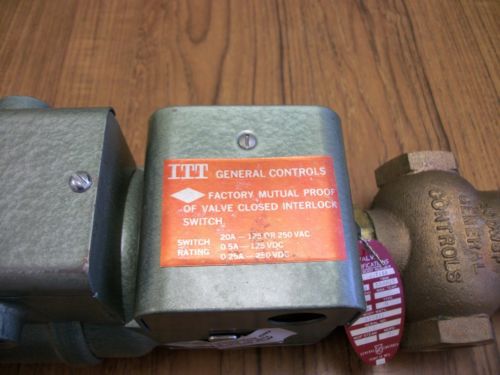 ITT GENERAL CONTROLS
FACTORY MUTUAL PROOF
OF VALVE CLOSED INTERLOCK
SWITCH
SWITCH RATING
20A — 125 OR 250 VAC
0.5A — 125 VDC
0.25A — 250 VDC
GENERAL
CONTROLS
VALVE